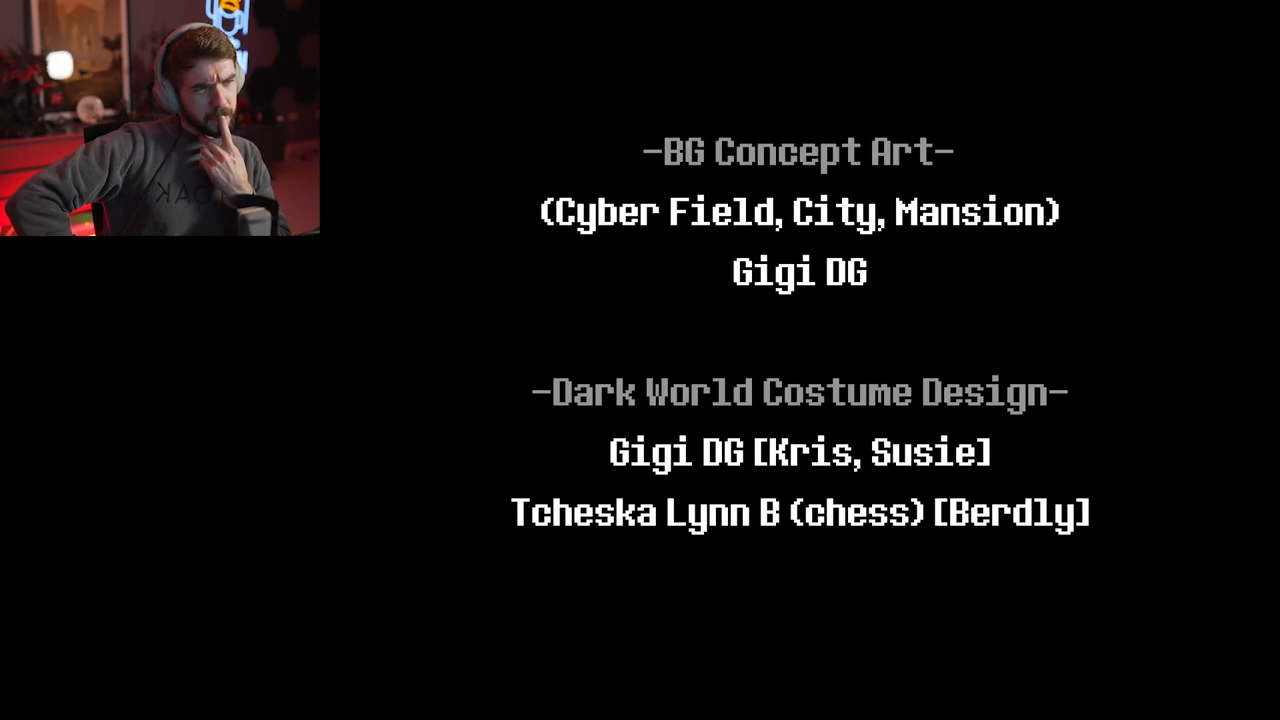 -BG Concept Art-
(Cyber Field, City, Mansion)
Gigi DG
-Dark World Costume Design-
Gigi DG [Kris, Susie]
Tcheska Lynn B (chess) [Berdly]